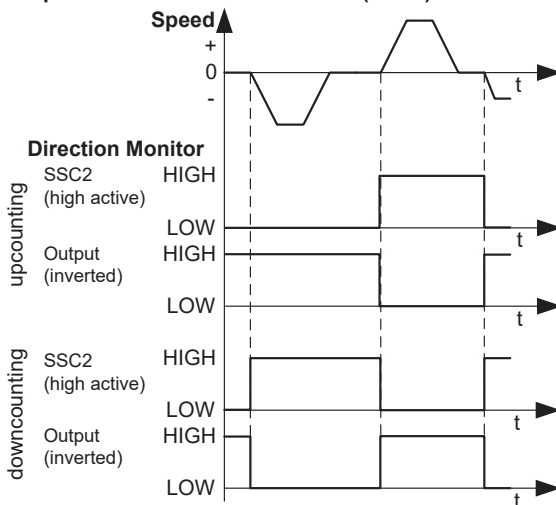 Speed
+
0
-
t
Direction Monitor
upcounting
SSC2
(high active)
HIGH
LOW
t
Output
(inverted)
HIGH
LOW
t
downcounting
SSC2
(high active)
HIGH
LOW
t
Output
(inverted)
HIGH
LOW
t